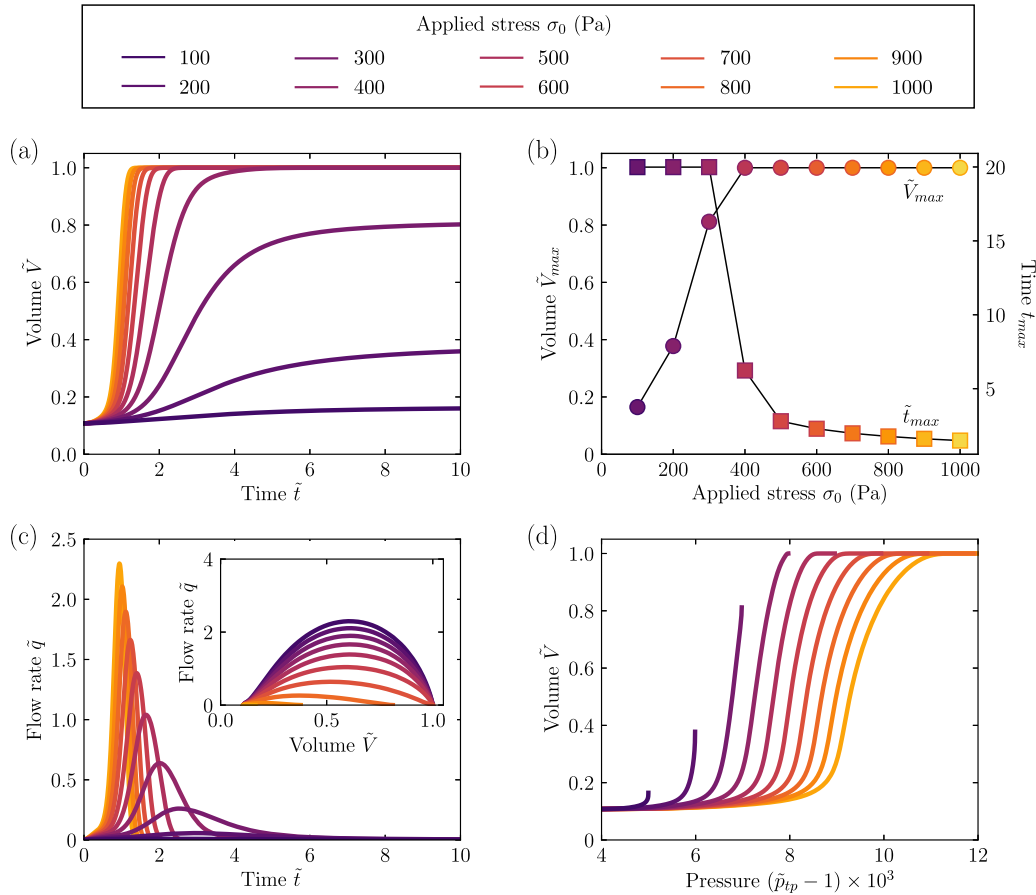 Applied stress σ₀ (Pa)
100 300 500 700 900
200 400 600 800 1000
(a)
1.0
0.8
0.6
0.4
0.2
0
Volume Ṽ
0 2 4 6 8 10
Time t̃
(b)
1.0
0.8
0.6
0.4
0.2
0.0
Volume Ṽmax
20
15
10
5
Time tmax
Ṽmax
t̃max
0 200 400 600 800 1000
Applied stress σ₀ (Pa)
(c)
2.5
2.0
1.5
1.0
0.5
0
Flow rate q̃
0 2 4 6 8 10
Time t̃
4
2
0
Flow rate q̃
0.0 0.5 1.0
Volume Ṽ
(d)
1.0
0.8
0.6
0.4
0.2
0
Volume Ṽ
4 6 8 10 12
Pressure (p̃tp − 1) × 10³